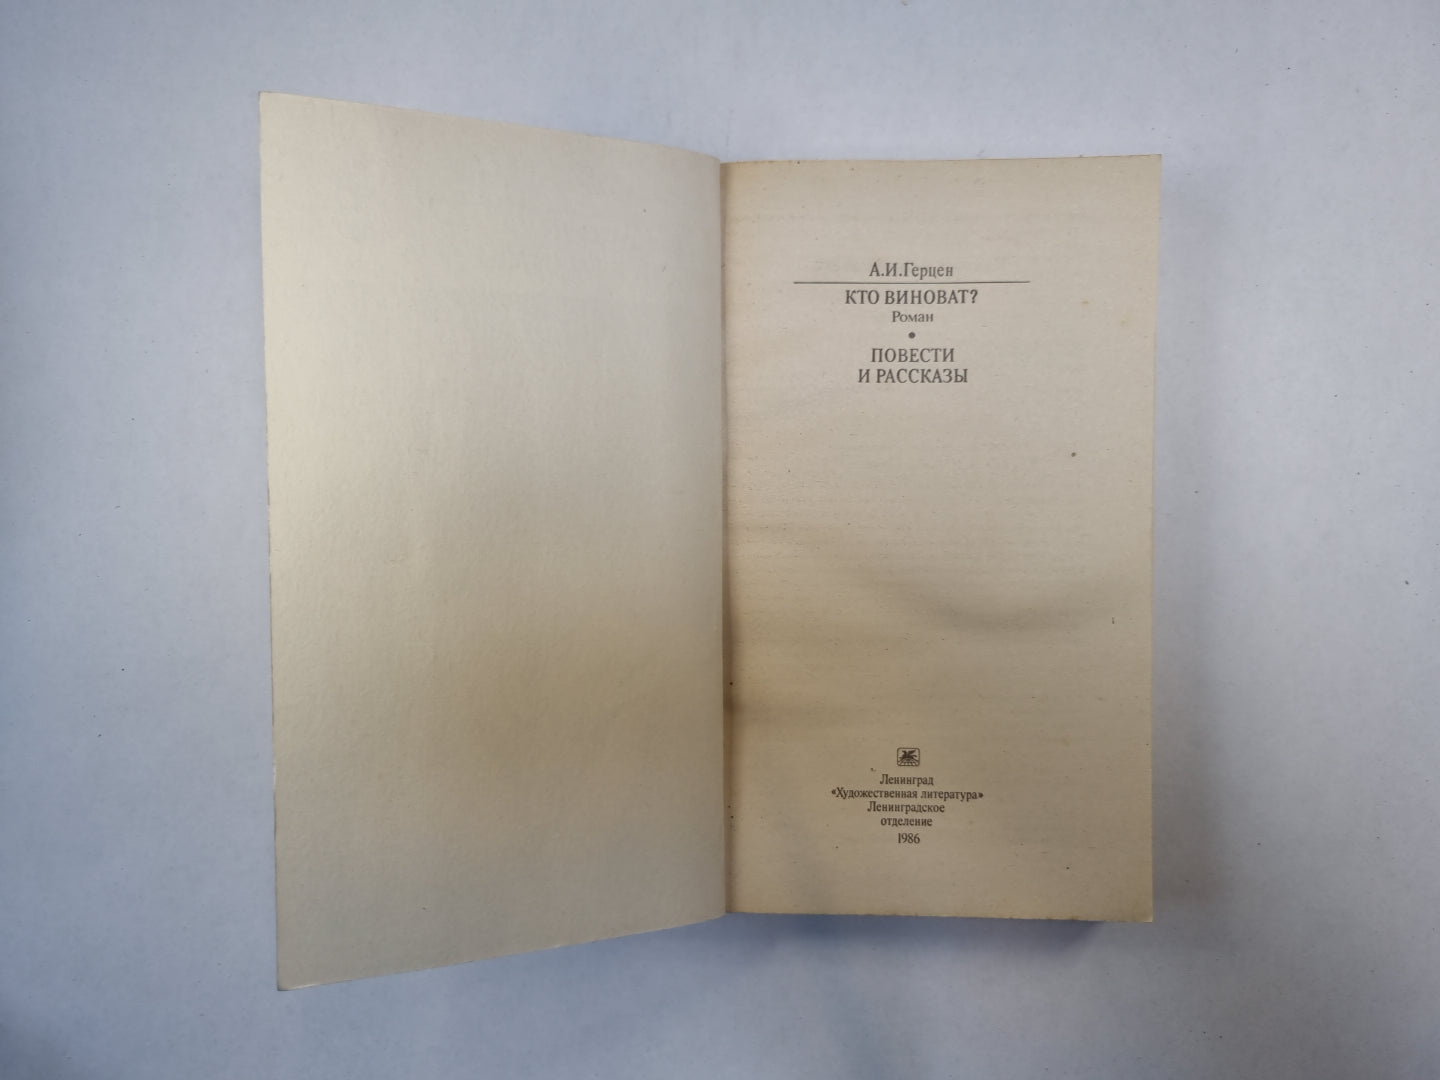 А.И.Герцен
КТО ВИНОВАТ?
Роман
•
ПОВЕСТИ
И РАССКАЗЫ
Ленинград
«Художественная литература»
Ленинградское
отделение
1986